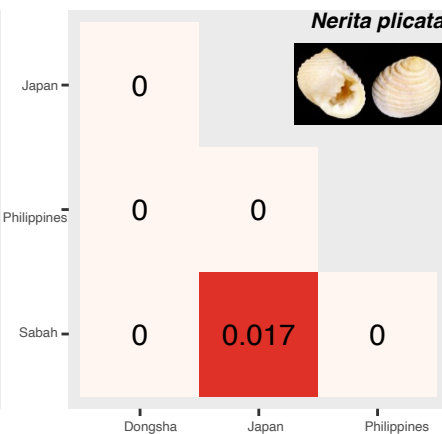 Nerita plicata
Japan
0
Philippines
0 0
Sabah
0 0.017 0
Dongsha Japan Philippines